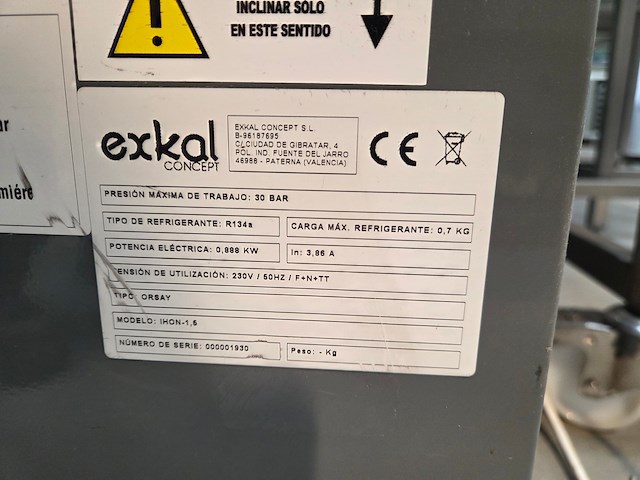 INCLINAR SÓLO
EN ESTE SENTIDO
ar
miére
exkal
CONCEPT
EXKAL CONCEPT S.L.
B-96187695
C/CIUDAD DE GIBRATAR, 4
POL. IND. FUENTE DEL JARRO
46988 - PATERNA (VALENCIA)
CE
PRESIÓN MÁXIMA DE TRABAJO: 30 BAR
TIPO DE REFRIGERANTE: R134a
CARGA MÁX. REFRIGERANTE: 0,7 KG
POTENCIA ELÉCTRICA: 0,888 KW
In: 3,86 A
TENSIÓN DE UTILIZACIÓN: 230V / 50HZ / F+N+TT
TIPO: ORSAY
MODELO: IHON-1,5
NÚMERO DE SERIE: 000001930
Peso: - Kg